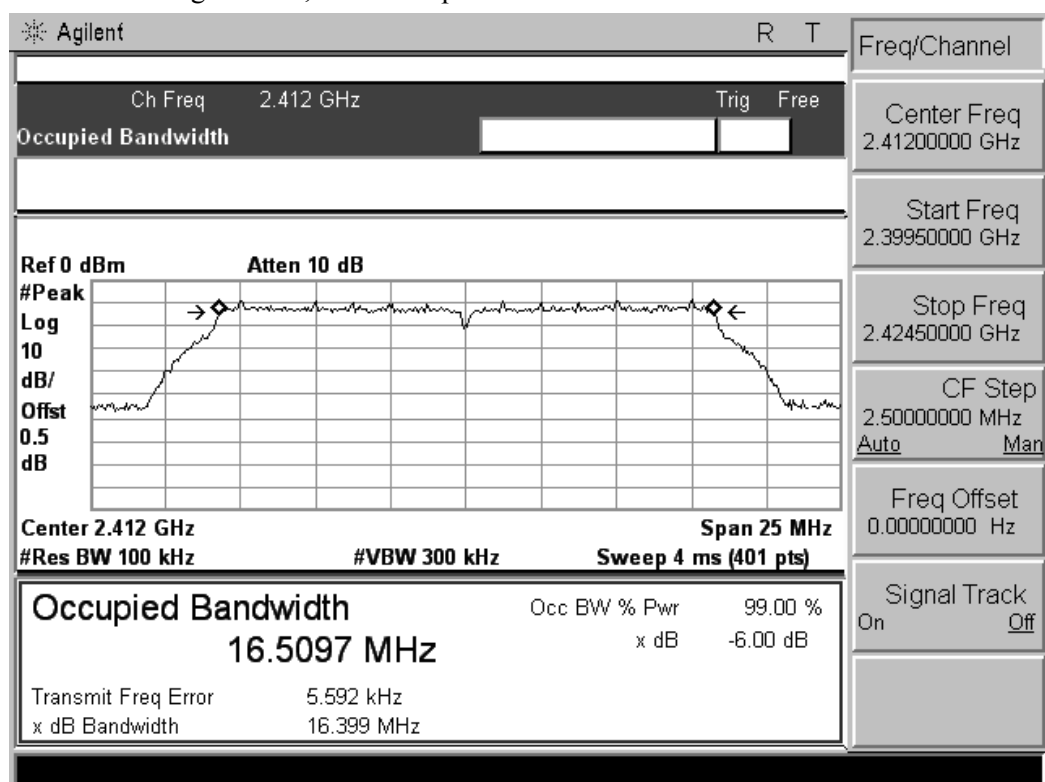 Agilent R T
Freq/Channel
Ch Freq 2.412 GHz Trig Free
Occupied Bandwidth
Center Freq
2.41200000 GHz
Start Freq
2.39950000 GHz
Stop Freq
2.42450000 GHz
CF Step
2.50000000 MHz
Auto Man
Freq Offset
0.00000000 Hz
Signal Track
On Off
Ref 0 dBm Atten 10 dB
#Peak
Log
10
dB/
Offst
0.5
dB
Center 2.412 GHz Span 25 MHz
#Res BW 100 kHz #VBW 300 kHz Sweep 4 ms (401 pts)
Occupied Bandwidth Occ BW % Pwr 99.00 %
16.5097 MHz x dB -6.00 dB
Transmit Freq Error 5.592 kHz
x dB Bandwidth 16.399 MHz